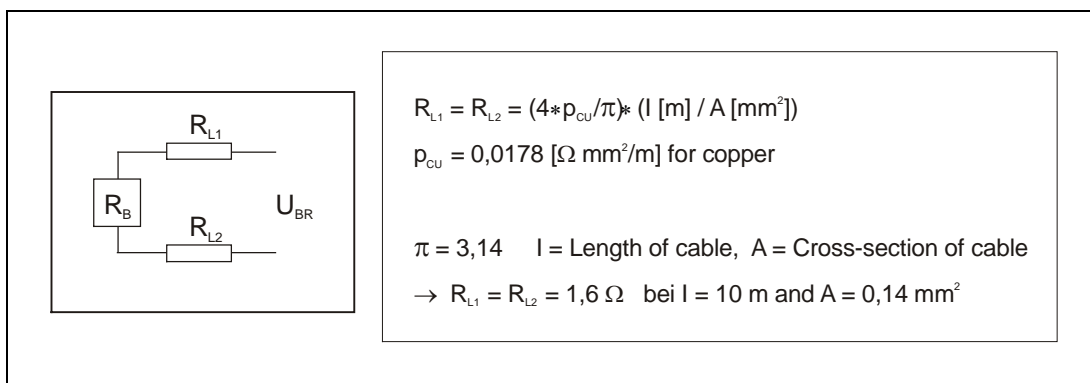 R_L1
R_B
U_BR
R_L2
R_L1 = R_L2 = (4*p_CU/π)* (I [m] / A [mm²])
p_CU = 0,0178 [Ω mm²/m] for copper
π = 3,14 I = Length of cable, A = Cross-section of cable
→ R_L1 = R_L2 = 1,6 Ω bei I = 10 m and A = 0,14 mm²